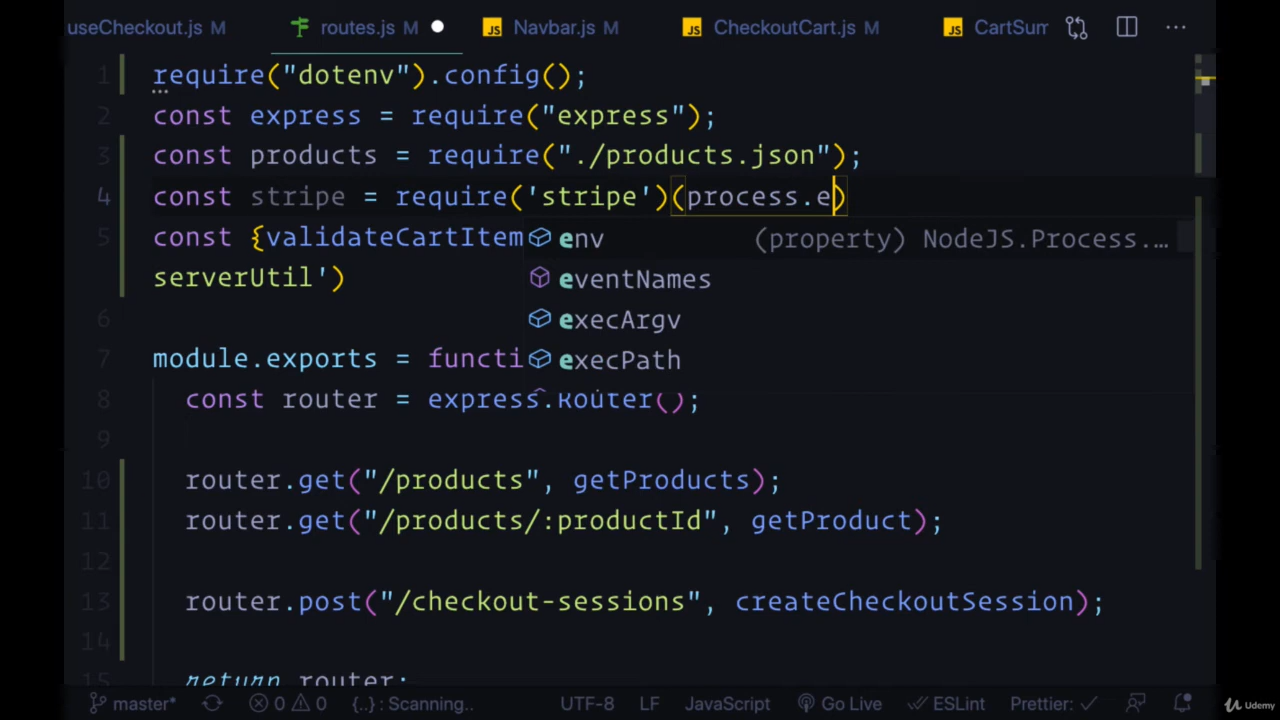 useCheckout.js M routes.js M JS Navbar.js M JS CheckoutCart.js M JS CartSum
1 require("dotenv").config();
2 const express = require("express");
3 const products = require("./products.json");
4 const stripe = require('stripe')(process.e)
5 const {validateCartItem
env (property) NodeJS.Process.…
serverUtil')
eventNames
6
execArgv
7 module.exports = functi
execPath
8 const router = express.Router();
9
10 router.get("/products", getProducts);
11 router.get("/products/:productId", getProduct);
12
13 router.post("/checkout-sessions", createCheckoutSession);
14
15 return router;
master* 0 0 {..} : Scanning.. UTF-8 LF JavaScript Go Live ESLint Prettier: Udemy